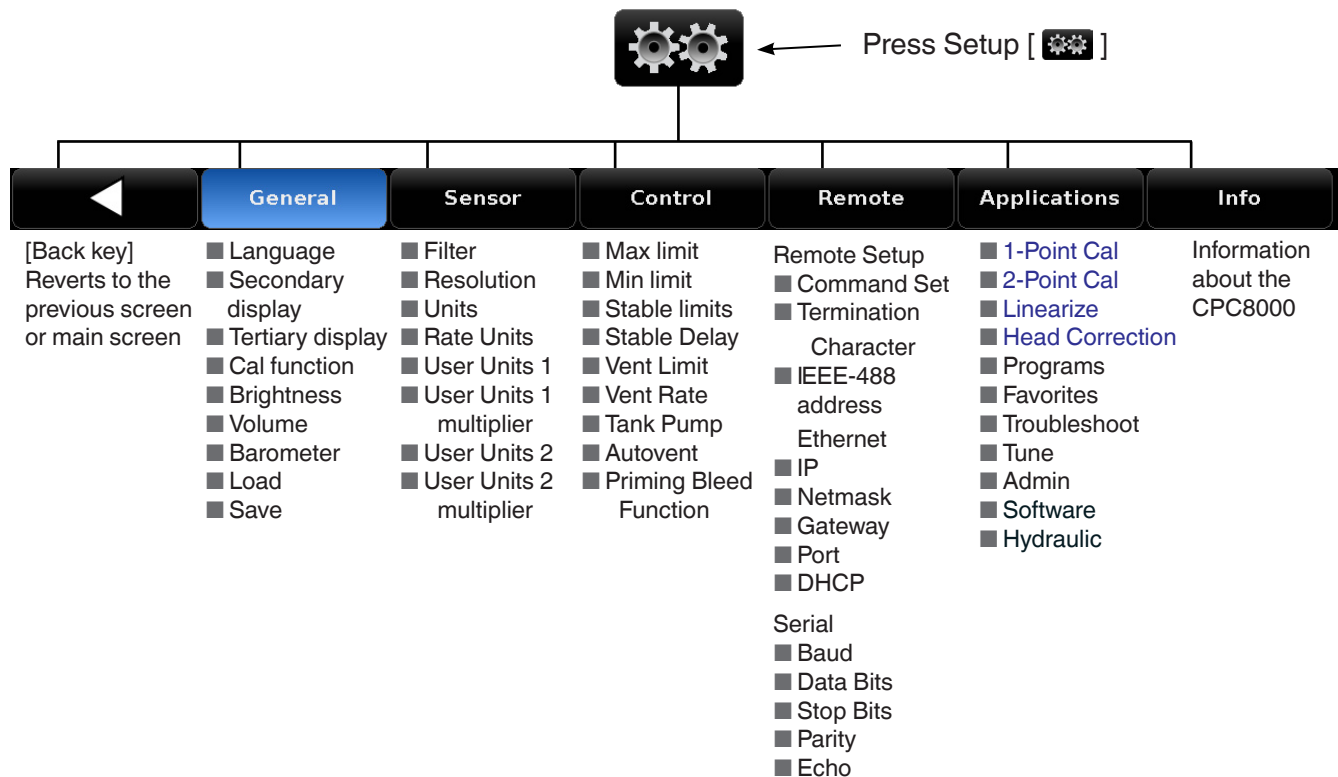 Press Setup [ ]
General
Sensor
Control
Remote
Applications
Info
[Back key]
Reverts to the
previous screen
or main screen
Language
Secondary
display
Tertiary display
Cal function
Brightness
Volume
Barometer
Load
Save
Filter
Resolution
Units
Rate Units
User Units 1
User Units 1
multiplier
User Units 2
User Units 2
multiplier
Max limit
Min limit
Stable limits
Stable Delay
Vent Limit
Vent Rate
Tank Pump
Autovent
Priming Bleed
Function
Remote Setup
Command Set
Termination
Character
IEEE-488
address
Ethernet
IP
Netmask
Gateway
Port
DHCP
Serial
Baud
Data Bits
Stop Bits
Parity
Echo
1-Point Cal
2-Point Cal
Linearize
Head Correction
Programs
Favorites
Troubleshoot
Tune
Admin
Software
Hydraulic
Information
about the
CPC8000